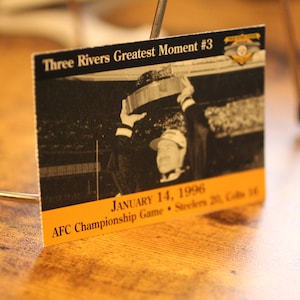 Three Rivers Greatest Moment #3
JANUARY 14, 1996
AFC Championship Game • Steelers 20, Colts 16